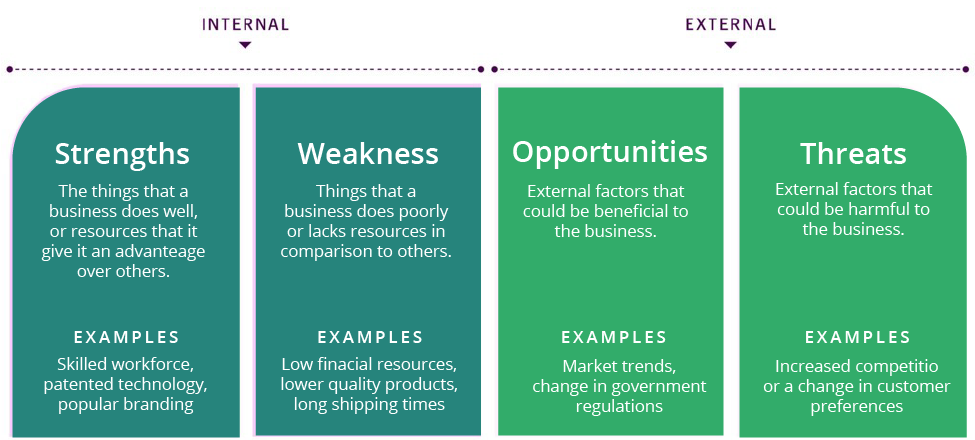 INTERNAL
EXTERNAL
Strengths
The things that a
business does well,
or resources that it
give it an advanteage
over others.
EXAMPLES
Skilled workforce,
patented technology,
popular branding
Weakness
Things that a
business does poorly
or lacks resources in
comparison to others.
EXAMPLES
Low finacial resources,
lower quality products,
long shipping times
Opportunities
External factors that
could be beneficial to
the business.
EXAMPLES
Market trends,
change in government
regulations
Threats
External factors that
could be harmful to
the business.
EXAMPLES
Increased competitio
or a change in customer
preferences